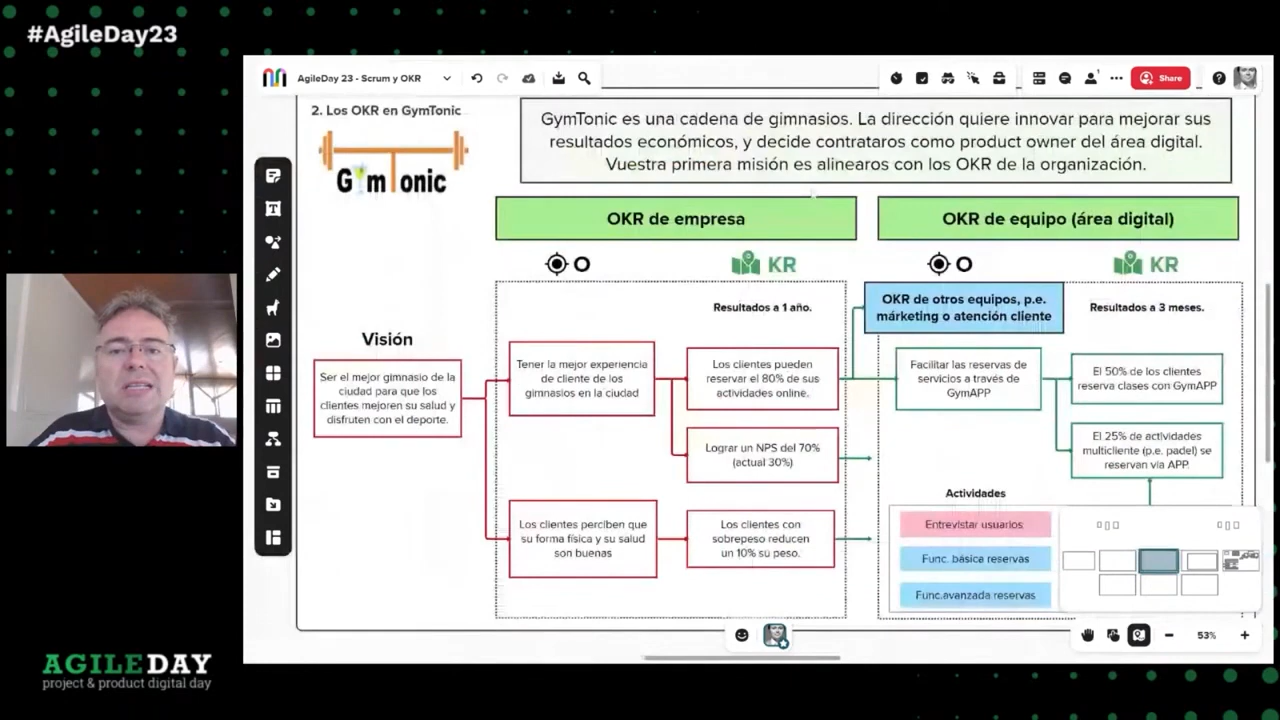 #AgileDay23
AgileDay 23 - Scrum y OKR
Share
2. Los OKR en GymTonic
GymTonic
GymTonic es una cadena de gimnasios. La dirección quiere innovar para mejorar sus
resultados económicos, y decide contrataros como product owner del área digital.
Vuestra primera misión es alinearos con los OKR de la organización.
OKR de empresa
OKR de equipo (área digital)
O
KR
O
KR
Resultados a 1 año.
OKR de otros equipos, p.e.
márketing o atención cliente
Resultados a 3 meses.
Visión
Ser el mejor gimnasio de la
ciudad para que los
clientes mejoren su salud y
disfruten con el deporte.
Tener la mejor experiencia
de cliente de los
gimnasios en la ciudad
Los clientes pueden
reservar el 80% de sus
actividades online.
Facilitar las reservas de
servicios a través de
GymAPP
El 50% de los clientes
reserva clases con GymAPP
Lograr un NPS del 70%
(actual 30%)
El 25% de actividades
multicliente (p.e. padel) se
reservan via APP.
Los clientes perciben que
su forma física y su salud
son buenas
Los clientes con
sobrepeso reducen
un 10% su peso.
Actividades
Entrevistar usuarios
Func. básica reservas
Func.avanzada reservas
53%
AGILEDAY
project & product digital day